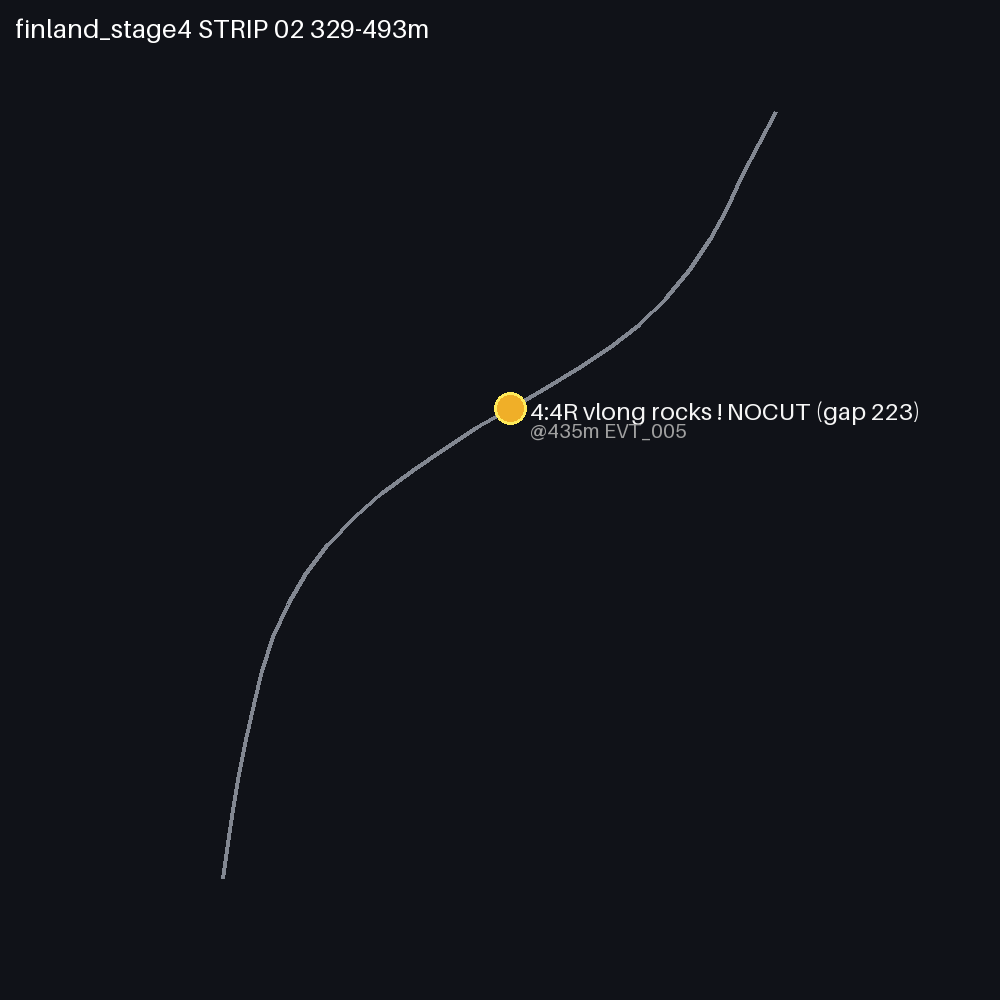 finland_stage4 STRIP 02 329-493m
4:4R vlong rocks ! NOCUT (gap 223)
@435m EVT_005